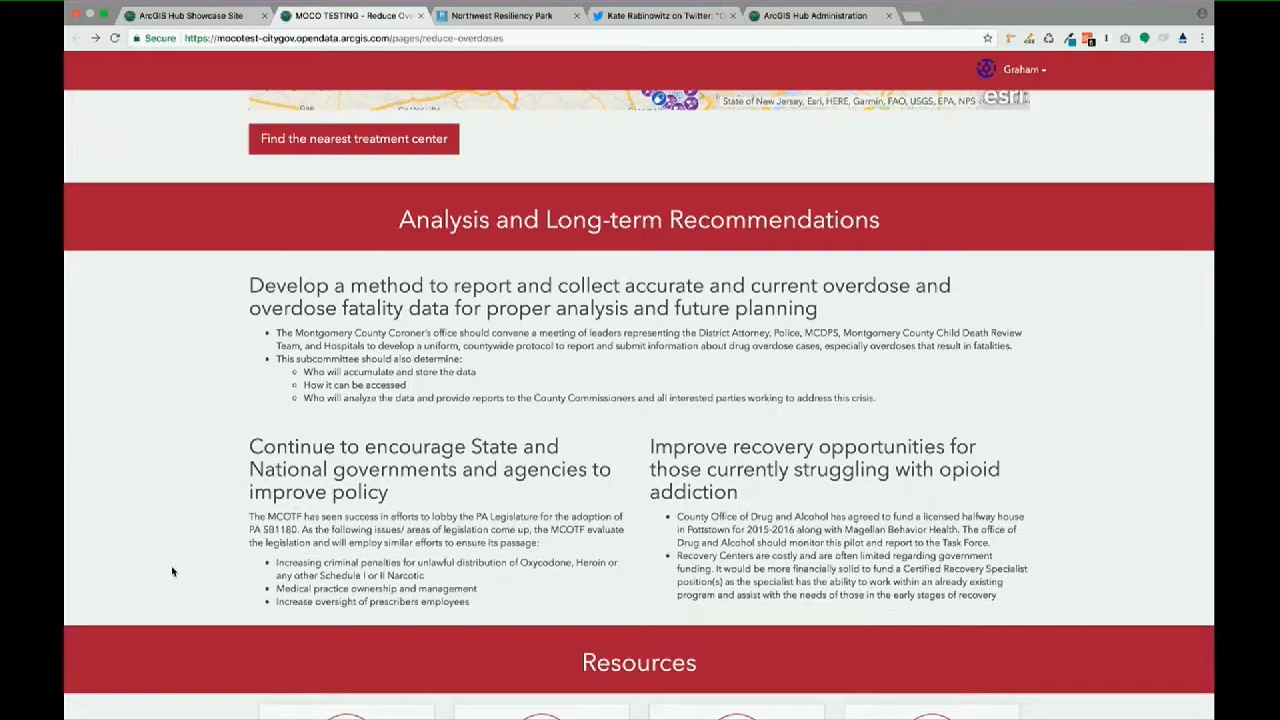 ArcGIS Hub Showcase Site
MOCO TESTING - Reduce Ov
Northwest Resiliency Park
Kate Rabinowitz on Twitter: "D
ArcGIS Hub Administration
Secure
https://mocotest-citygov.opendata.arcgis.com/pages/reduce-overdoses
Graham
State of New Jersey, Esri, HERE, Garmin, FAO, USGS, EPA, NPS
esri
Find the nearest treatment center
Analysis and Long-term Recommendations
Develop a method to report and collect accurate and current overdose and
overdose fatality data for proper analysis and future planning
• The Montgomery County Coroner's office should convene a meeting of leaders representing the District Attorney, Police, MCDPS, Montgomery County Child Death Review
Team, and Hospitals to develop a uniform, countywide protocol to report and submit information about drug overdose cases, especially overdoses that result in fatalities.
• This subcommittee should also determine:
○ Who will accumulate and store the data
○ How it can be accessed
○ Who will analyze the data and provide reports to the County Commissioners and all interested parties working to address this crisis.
Continue to encourage State and
National governments and agencies to
improve policy
The MCOTF has seen success in efforts to lobby the PA Legislature for the adoption of
PA SB1180. As the following issues/ areas of legislation come up, the MCOTF evaluate
the legislation and will employ similar efforts to ensure its passage:
• Increasing criminal penalties for unlawful distribution of Oxycodone, Heroin or
any other Schedule I or II Narcotic
• Medical practice ownership and management
• Increase oversight of prescribers employees
Improve recovery opportunities for
those currently struggling with opioid
addiction
• County Office of Drug and Alcohol has agreed to fund a licensed halfway house
in Pottstown for 2015-2016 along with Magellan Behavior Health. The office of
Drug and Alcohol should monitor this pilot and report to the Task Force.
• Recovery Centers are costly and are often limited regarding government
funding. It would be more financially solid to fund a Certified Recovery Specialist
position(s) as the specialist has the ability to work within an already existing
program and assist with the needs of those in the early stages of recovery
Resources